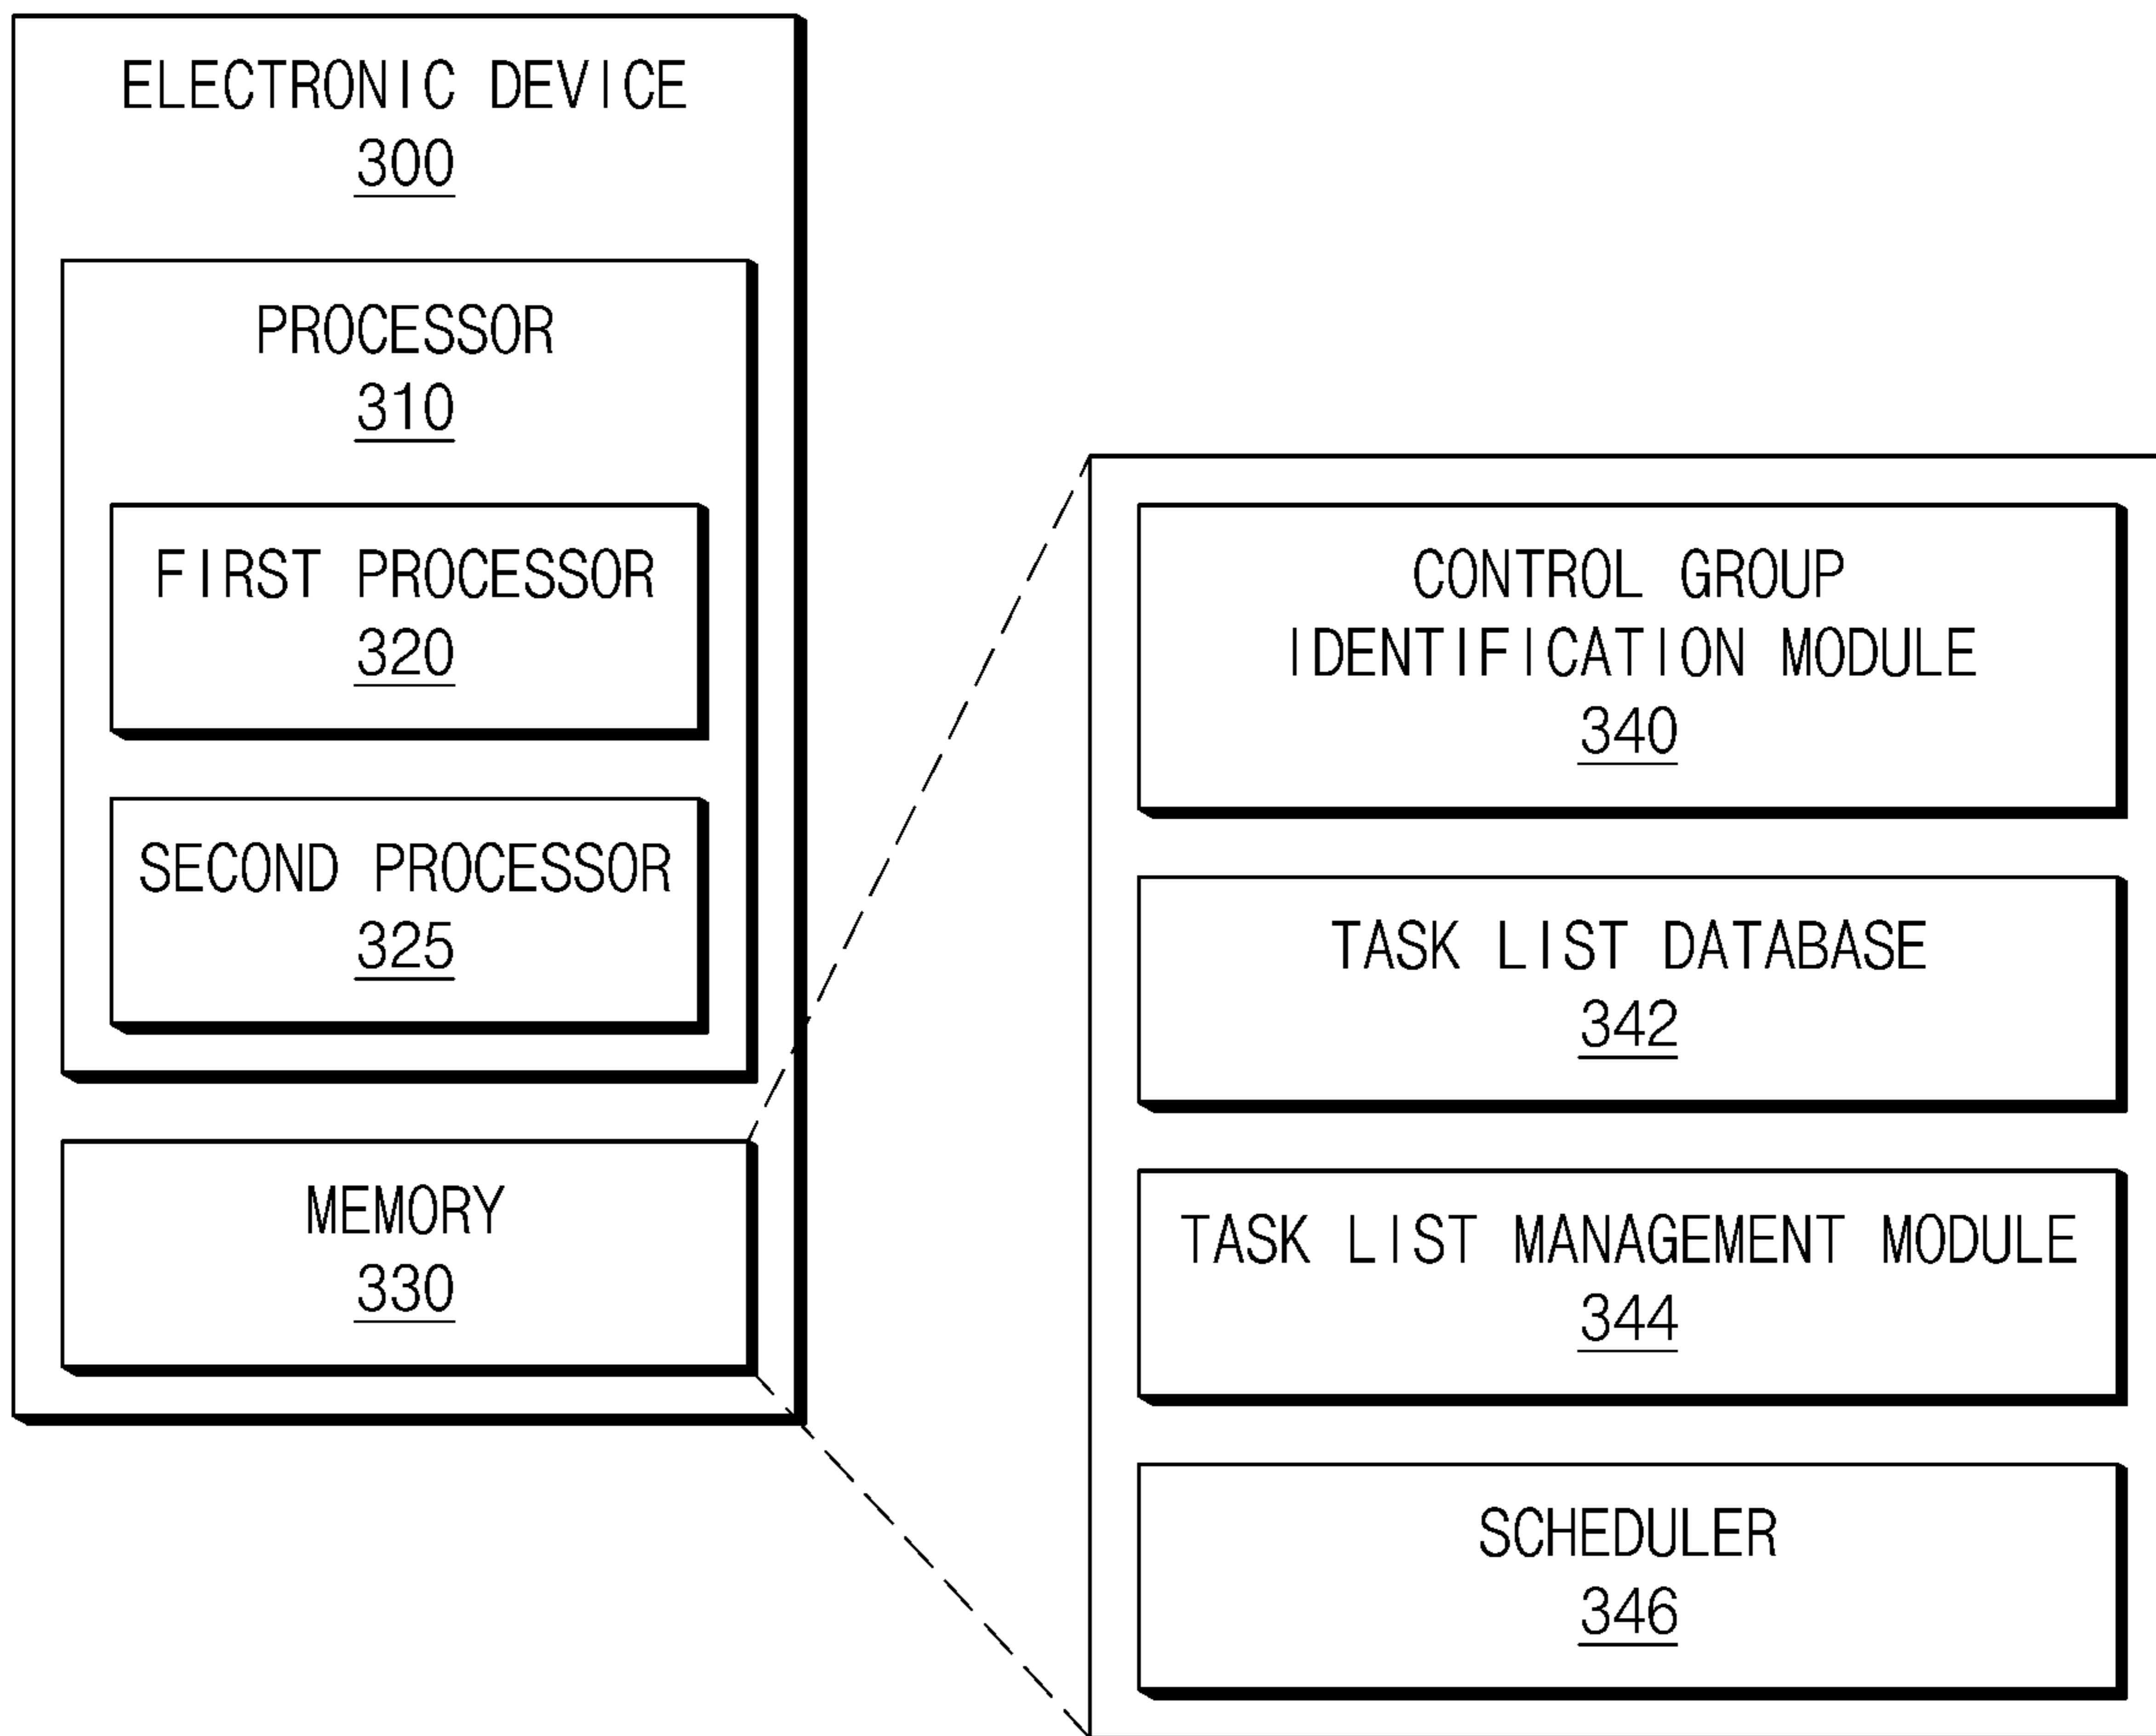 ELECTRONIC DEVICE
300
PROCESSOR
310
FIRST PROCESSOR
320
SECOND PROCESSOR
325
MEMORY
330
CONTROL GROUP
IDENTIFICATION MODULE
340
TASK LIST DATABASE
342
TASK LIST MANAGEMENT MODULE
344
SCHEDULER
346